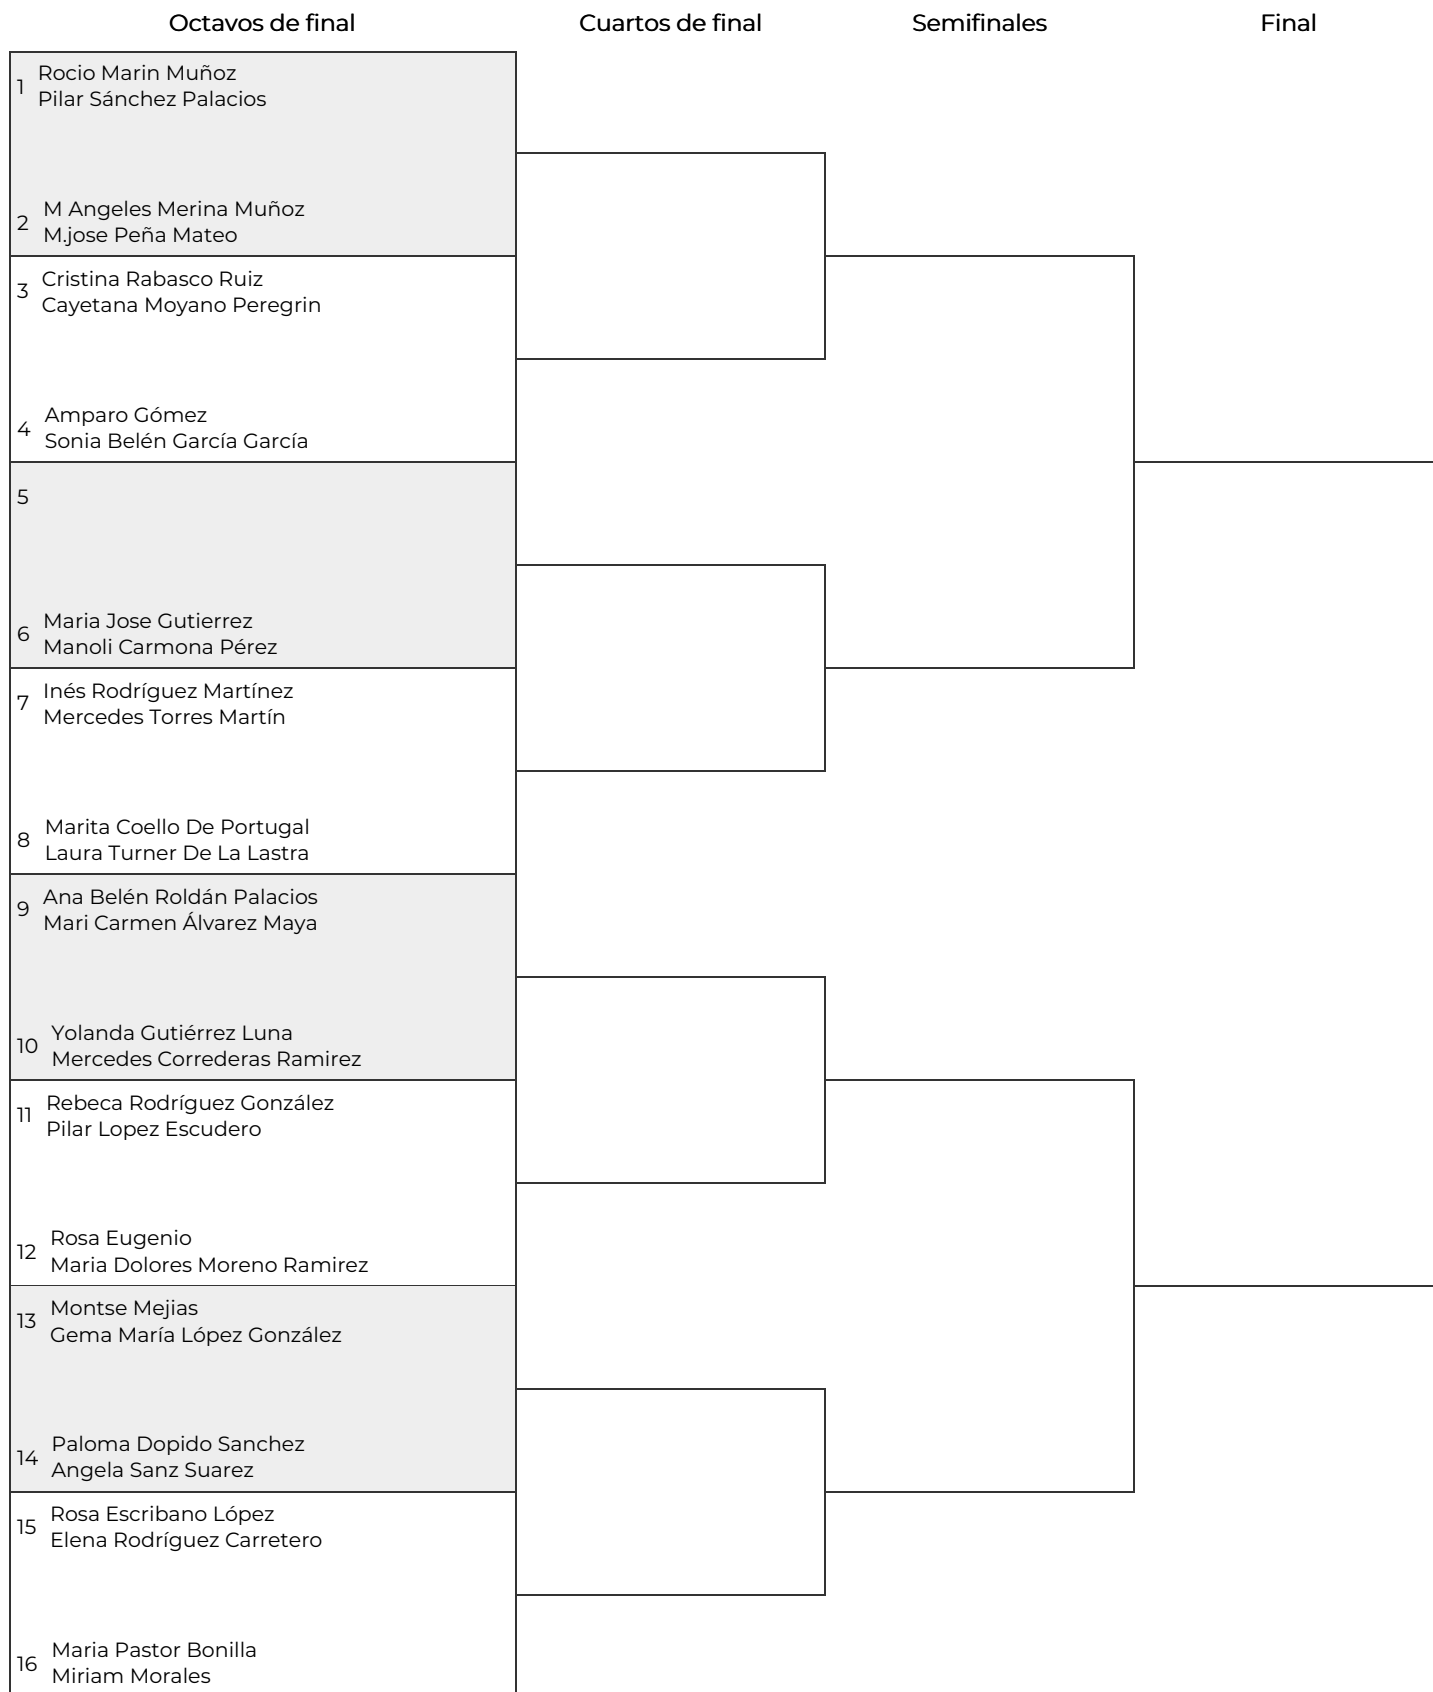 Octavos de final
Cuartos de final
Semifinales
Final
1
Rocio Marin Muñoz
Pilar Sánchez Palacios
2
M Angeles Merina Muñoz
M.jose Peña Mateo
3
Cristina Rabasco Ruiz
Cayetana Moyano Peregrin
4
Amparo Gómez
Sonia Belén García García
5
6
Maria Jose Gutierrez
Manoli Carmona Pérez
7
Inés Rodríguez Martínez
Mercedes Torres Martín
8
Marita Coello De Portugal
Laura Turner De La Lastra
9
Ana Belén Roldán Palacios
Mari Carmen Álvarez Maya
10
Yolanda Gutiérrez Luna
Mercedes Correderas Ramirez
11
Rebeca Rodríguez González
Pilar Lopez Escudero
12
Rosa Eugenio
Maria Dolores Moreno Ramirez
13
Montse Mejias
Gema María López González
14
Paloma Dopido Sanchez
Angela Sanz Suarez
15
Rosa Escribano López
Elena Rodríguez Carretero
16
Maria Pastor Bonilla
Miriam Morales